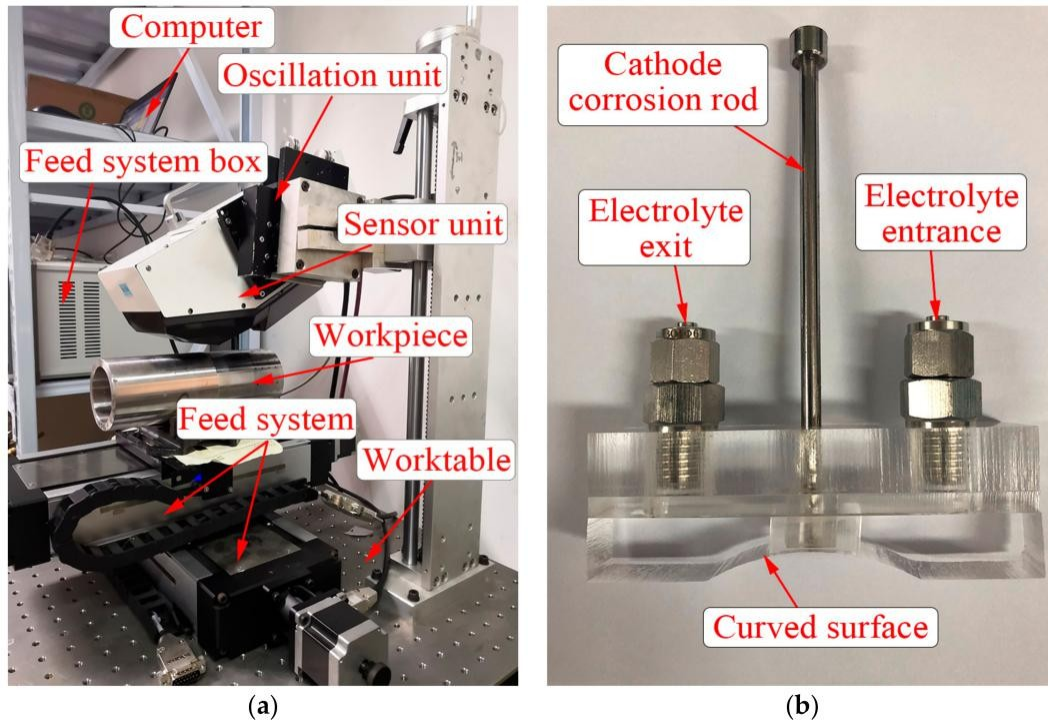 Computer
Oscillation unit
Feed system box
Sensor unit
Workpiece
Feed system
Worktable
(a)
Cathode
corrosion rod
Electrolyte
exit
Electrolyte
entrance
Curved surface
(b)